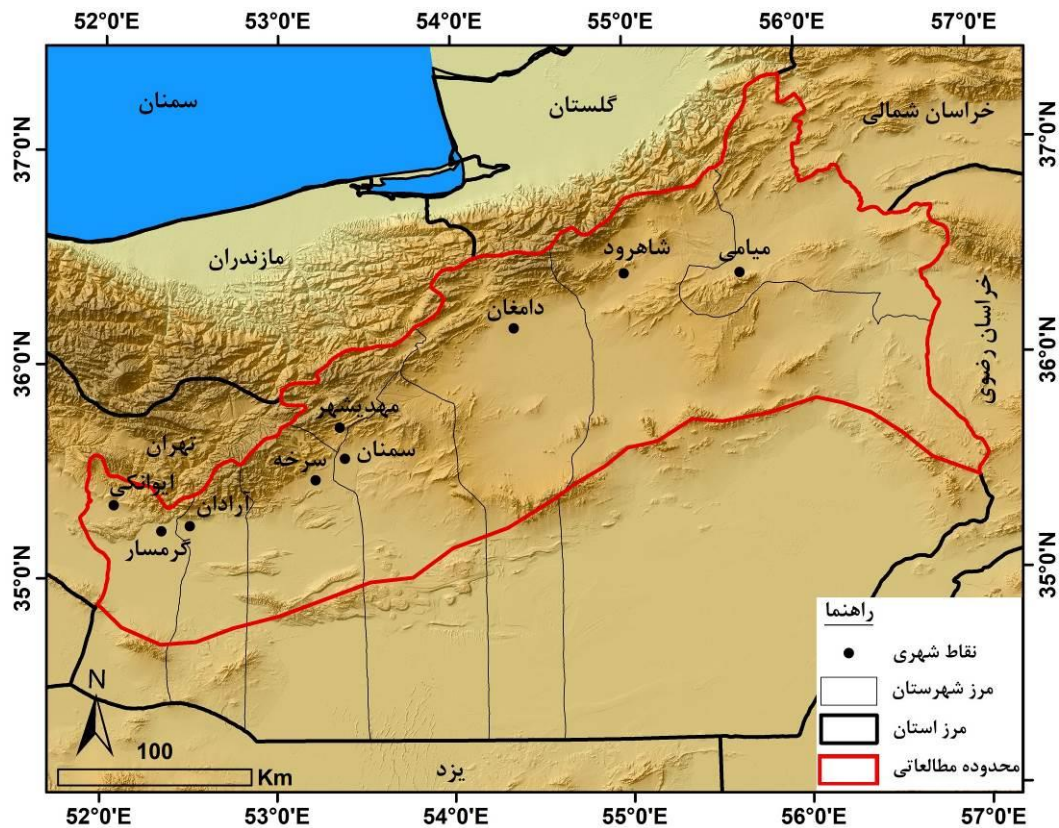 52°0'E 53°0'E 54°0'E 55°0'E 56°0'E 57°0'E
سمنان
گلستان
خراسان شمالی
37°0'N
37°0'N
مازندران
شاهرود
میامی
دامغان
خراسان رضوی
36°0'N
36°0'N
مهدیشهر
تهران
سرخه
سمنان
ایوانکی
آرادان
گرمسار
35°0'N
35°0'N
راهنما
نقاط شهری
مرز شهرستان
مرز استان
محدوده مطالعاتی
N
100
Km
یزد
52°0'E 53°0'E 54°0'E 55°0'E 56°0'E 57°0'E